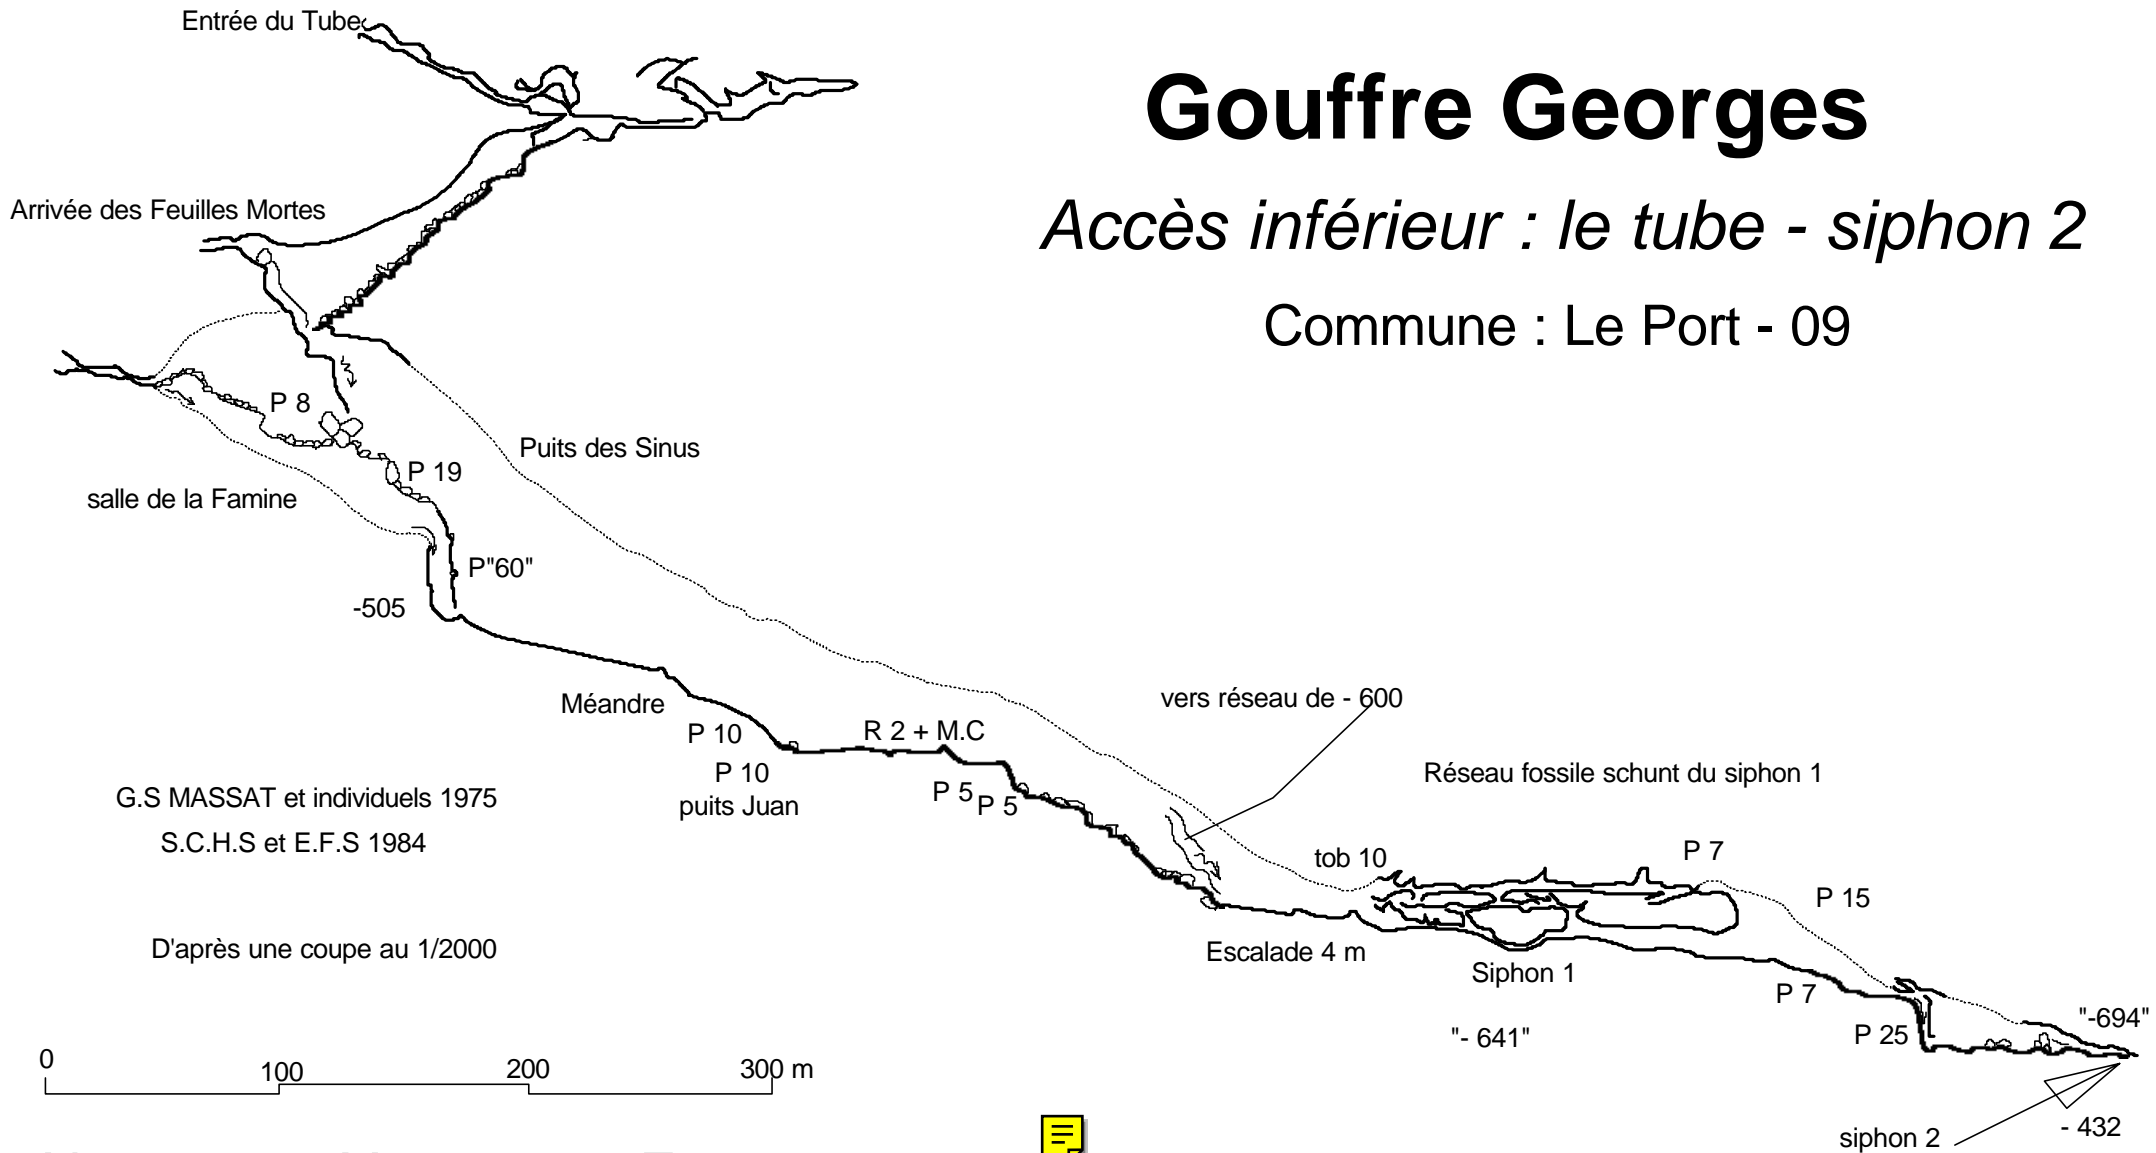 Entrée du Tube
Gouffre Georges
Accès inférieur : le tube - siphon 2
Commune : Le Port - 09
Arrivée des Feuilles Mortes
P 8
Puits des Sinus
P 19
salle de la Famine
P"60"
-505
Méandre
vers réseau de - 600
P 10
R 2 + M.C
P 10
puits Juan
P 5
P 5
Réseau fossile schunt du siphon 1
G.S MASSAT et individuels 1975
S.C.H.S et E.F.S 1984
tob 10
P 7
P 15
D'après une coupe au 1/2000
Escalade 4 m
Siphon 1
P 7
"- 641"
P 25
"-694"
0
100
200
300 m
- 432
siphon 2